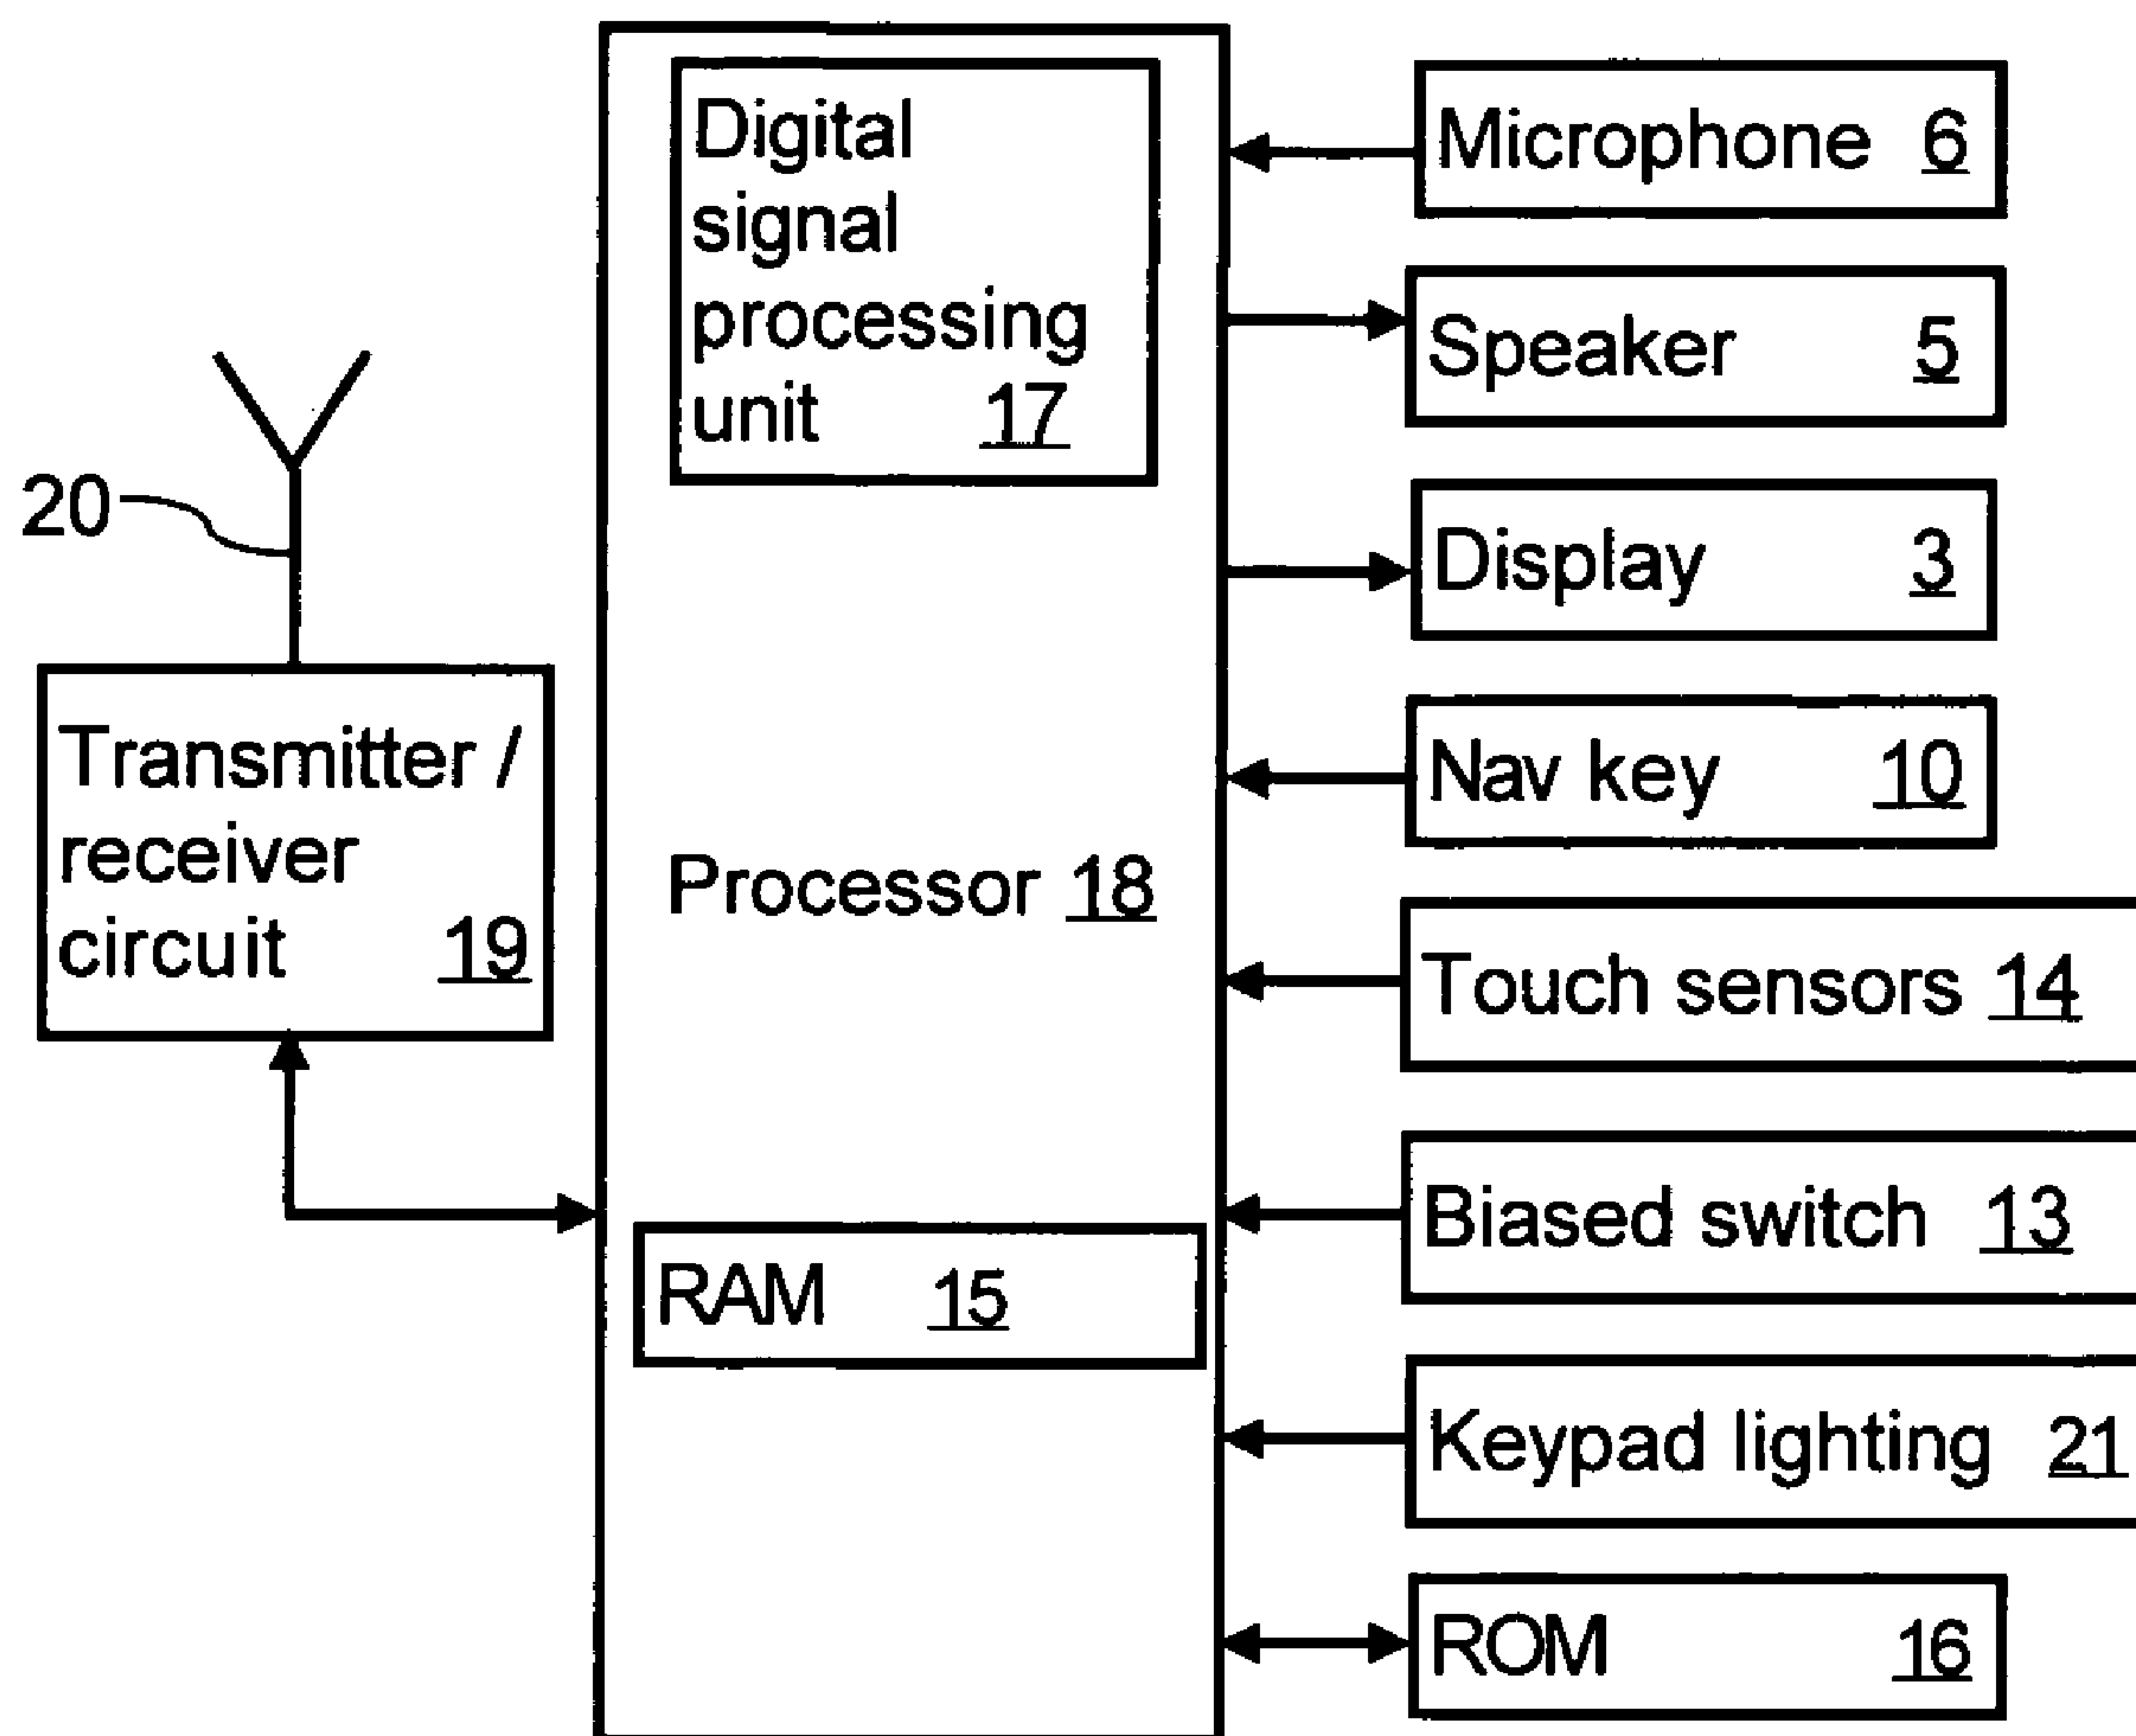 Digital
signal
processing
unit 17
Processor 18
RAM 15
20
Transmitter /
receiver
circuit 19
Microphone 6
Speaker 5
Display 3
Nav key 10
Touch sensors 14
Biased switch 13
Keypad lighting 21
ROM 16